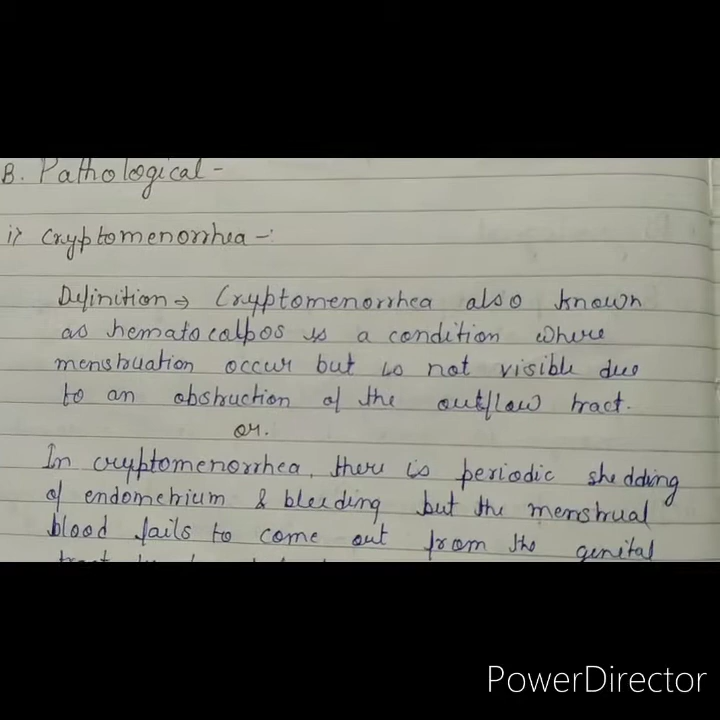 B. Pathological -
i) Cryptomenorrhea -:
Definition → Cryptomenorrhea also known
as hematocalpos is a condition where
menstruation occur but is not visible due
to an obstruction of the outflow tract.
or.
In cryptomenorrhea, there is periodic shedding
of endometrium & bleeding but the menstrual
blood fails to come out from the genital
PowerDirector